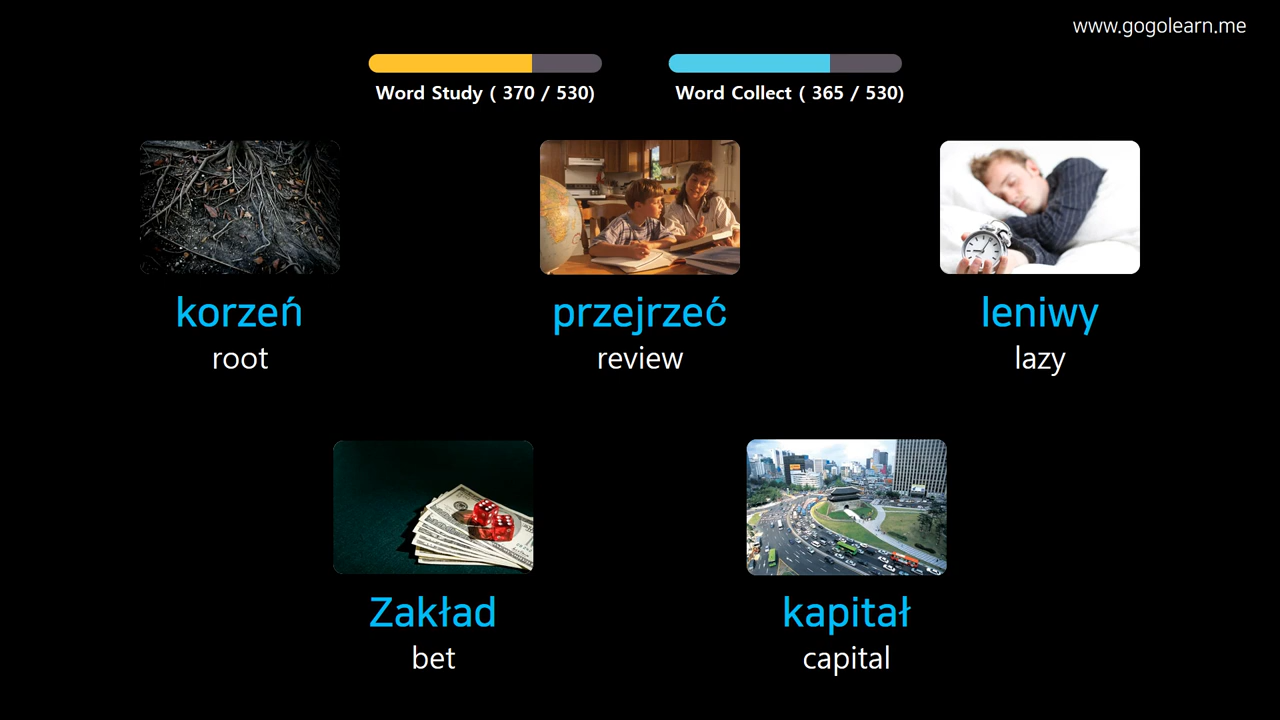 www.gogolearn.me
Word Study ( 370 / 530)
Word Collect ( 365 / 530)
korzeń
root
przejrzeć
review
leniwy
lazy
Zakład
bet
kapitał
capital